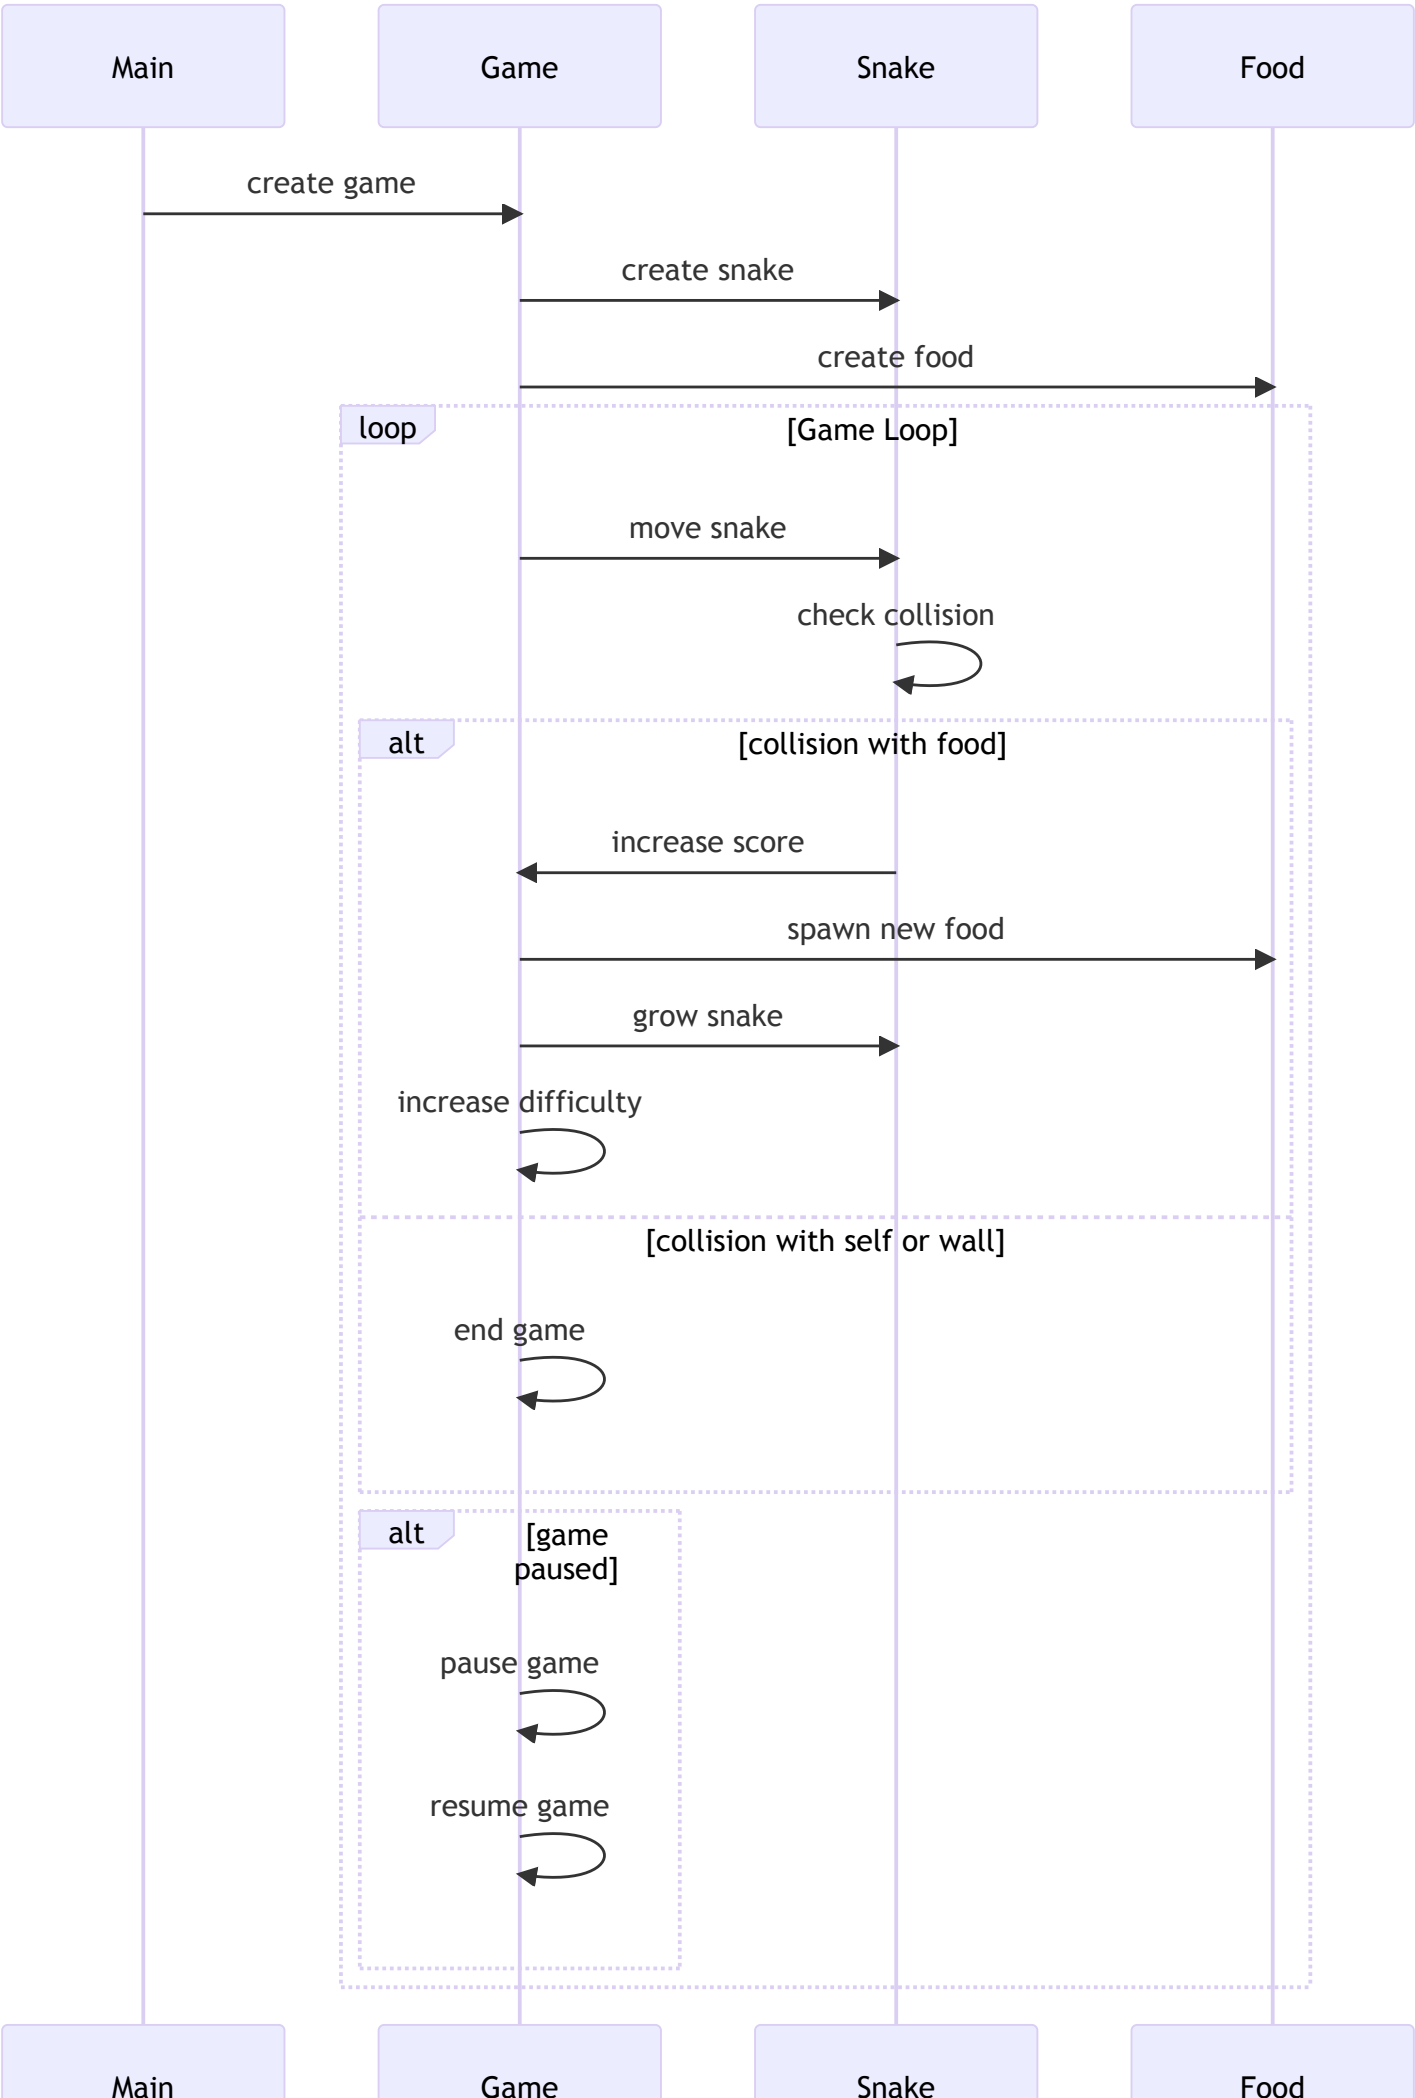 Main
Game
Snake
Food
create game
create snake
create food
loop
[Game Loop]
move snake
check collision
alt
[collision with food]
increase score
spawn new food
grow snake
increase difficulty
[collision with self or wall]
end game
alt
[game
paused]
pause game
resume game
Main
Game
Snake
Food